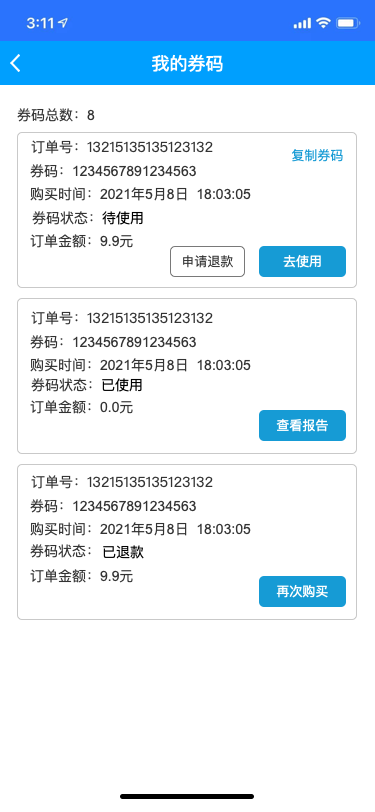 3:11
我的券码
券码总数：8
订单号：13215135135123132
复制券码
券码：1234567891234563
购买时间：2021年5月8日 18:03:05
券码状态：待使用
订单金额：9.9元
申请退款 去使用
订单号：13215135135123132
券码：1234567891234563
购买时间：2021年5月8日 18:03:05
券码状态：已使用
订单金额：0.0元
查看报告
订单号：13215135135123132
券码：1234567891234563
购买时间：2021年5月8日 18:03:05
券码状态：已退款
订单金额：9.9元
再次购买